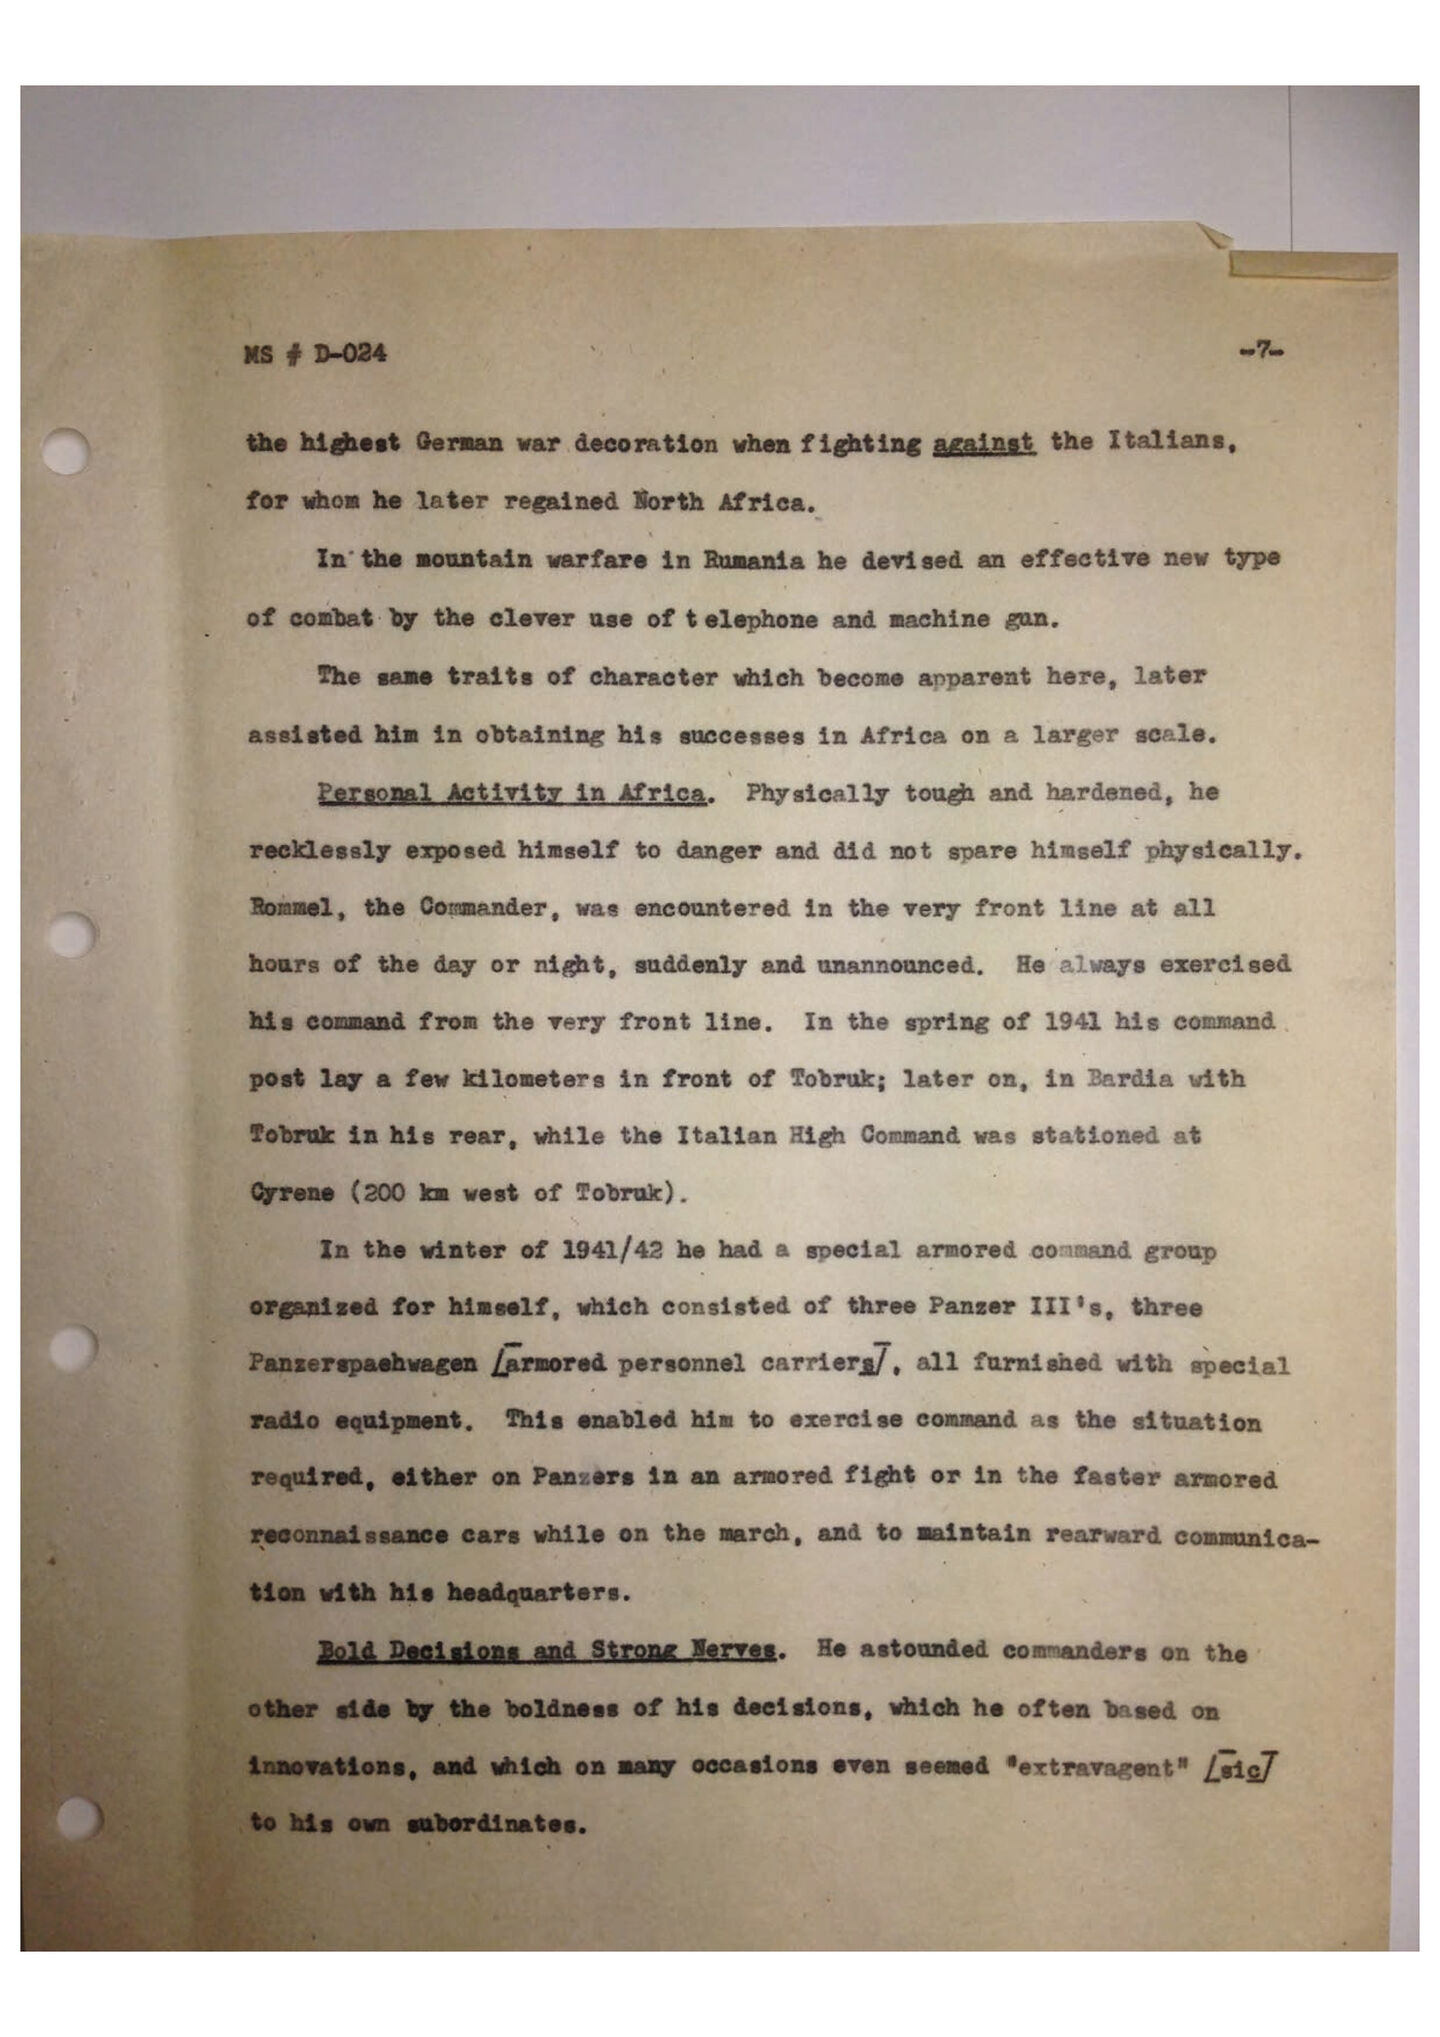 MS # D-024 -7-
the highest German war decoration when fighting against the Italians,
for whom he later regained North Africa.
In the mountain warfare in Rumania he devised an effective new type
of combat by the clever use of telephone and machine gun.
The same traits of character which become apparent here, later
assisted him in obtaining his successes in Africa on a larger scale.
Personal Activity in Africa. Physically tough and hardened, he
recklessly exposed himself to danger and did not spare himself physically.
Rommel, the Commander, was encountered in the very front line at all
hours of the day or night, suddenly and unannounced. He always exercised
his command from the very front line. In the spring of 1941 his command
post lay a few kilometers in front of Tobruk; later on, in Bardia with
Tobruk in his rear, while the Italian High Command was stationed at
Cyrene (200 km west of Tobruk).
In the winter of 1941/42 he had a special armored command group
organized for himself, which consisted of three Panzer III's, three
Panzerspaehwagen [armored personnel carriers], all furnished with special
radio equipment. This enabled him to exercise command as the situation
required, either on Panzers in an armored fight or in the faster armored
reconnaissance cars while on the march, and to maintain rearward communica-
tion with his headquarters.
Bold Decisions and Strong Nerves. He astounded commanders on the
other side by the boldness of his decisions, which he often based on
innovations, and which on many occasions even seemed "extravagent" [sic]
to his own subordinates.